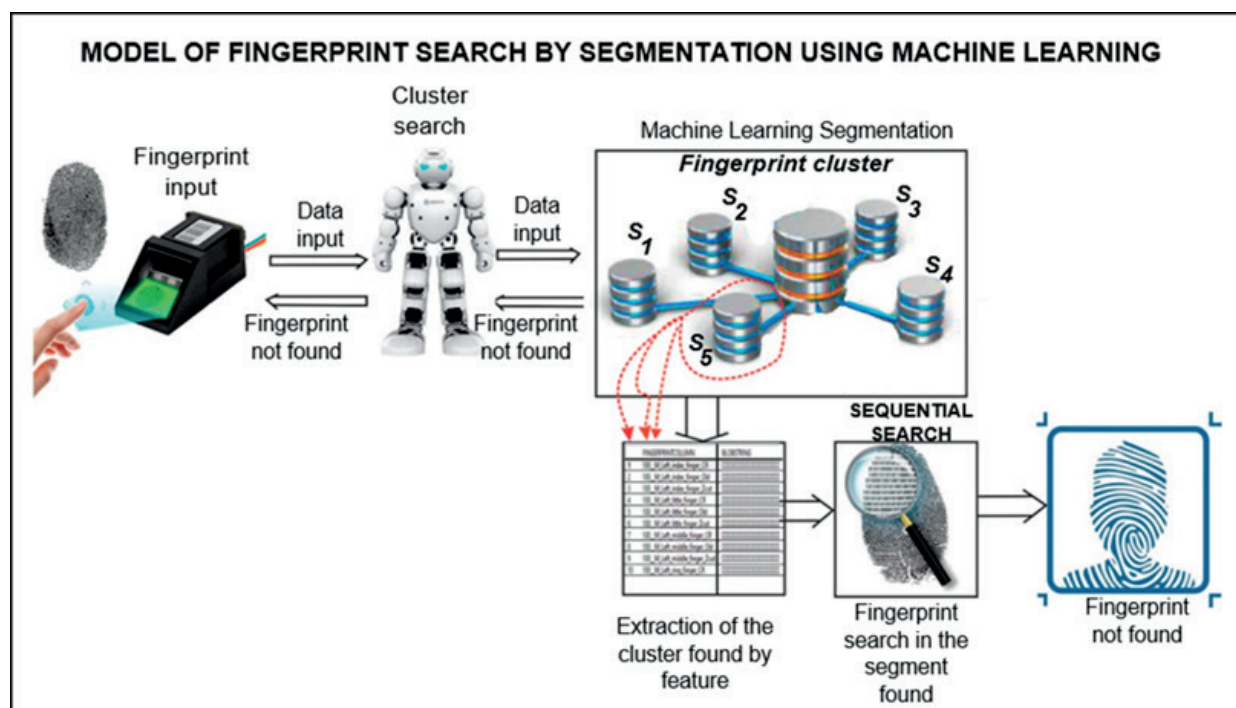 MODEL OF FINGERPRINT SEARCH BY SEGMENTATION USING MACHINE LEARNING
Cluster
search
Fingerprint
input
Data
input
Data
input
Fingerprint
not found
Fingerprint
not found
Machine Learning Segmentation
Fingerprint cluster
S1
S2
S3
S4
S5
SEQUENTIAL
SEARCH
Extraction of the
cluster found by
feature
Fingerprint
search in the
segment
found
Fingerprint
not found